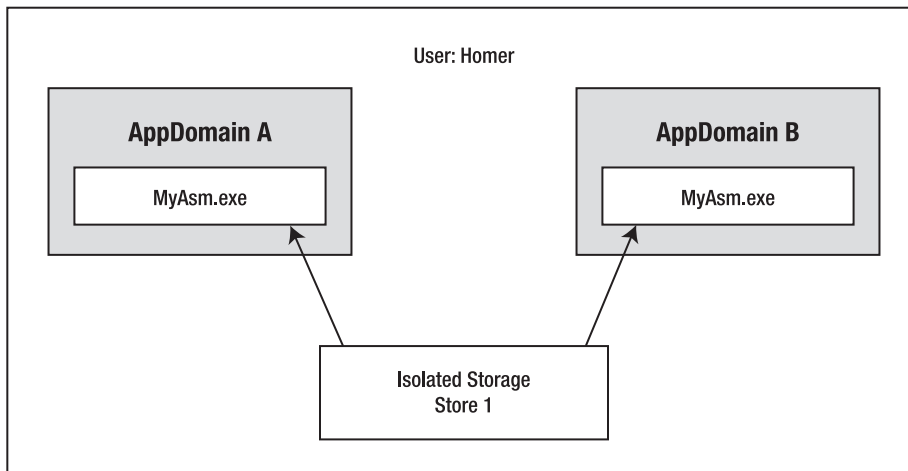 User: Homer
AppDomain A
MyAsm.exe
AppDomain B
MyAsm.exe
Isolated Storage
Store 1